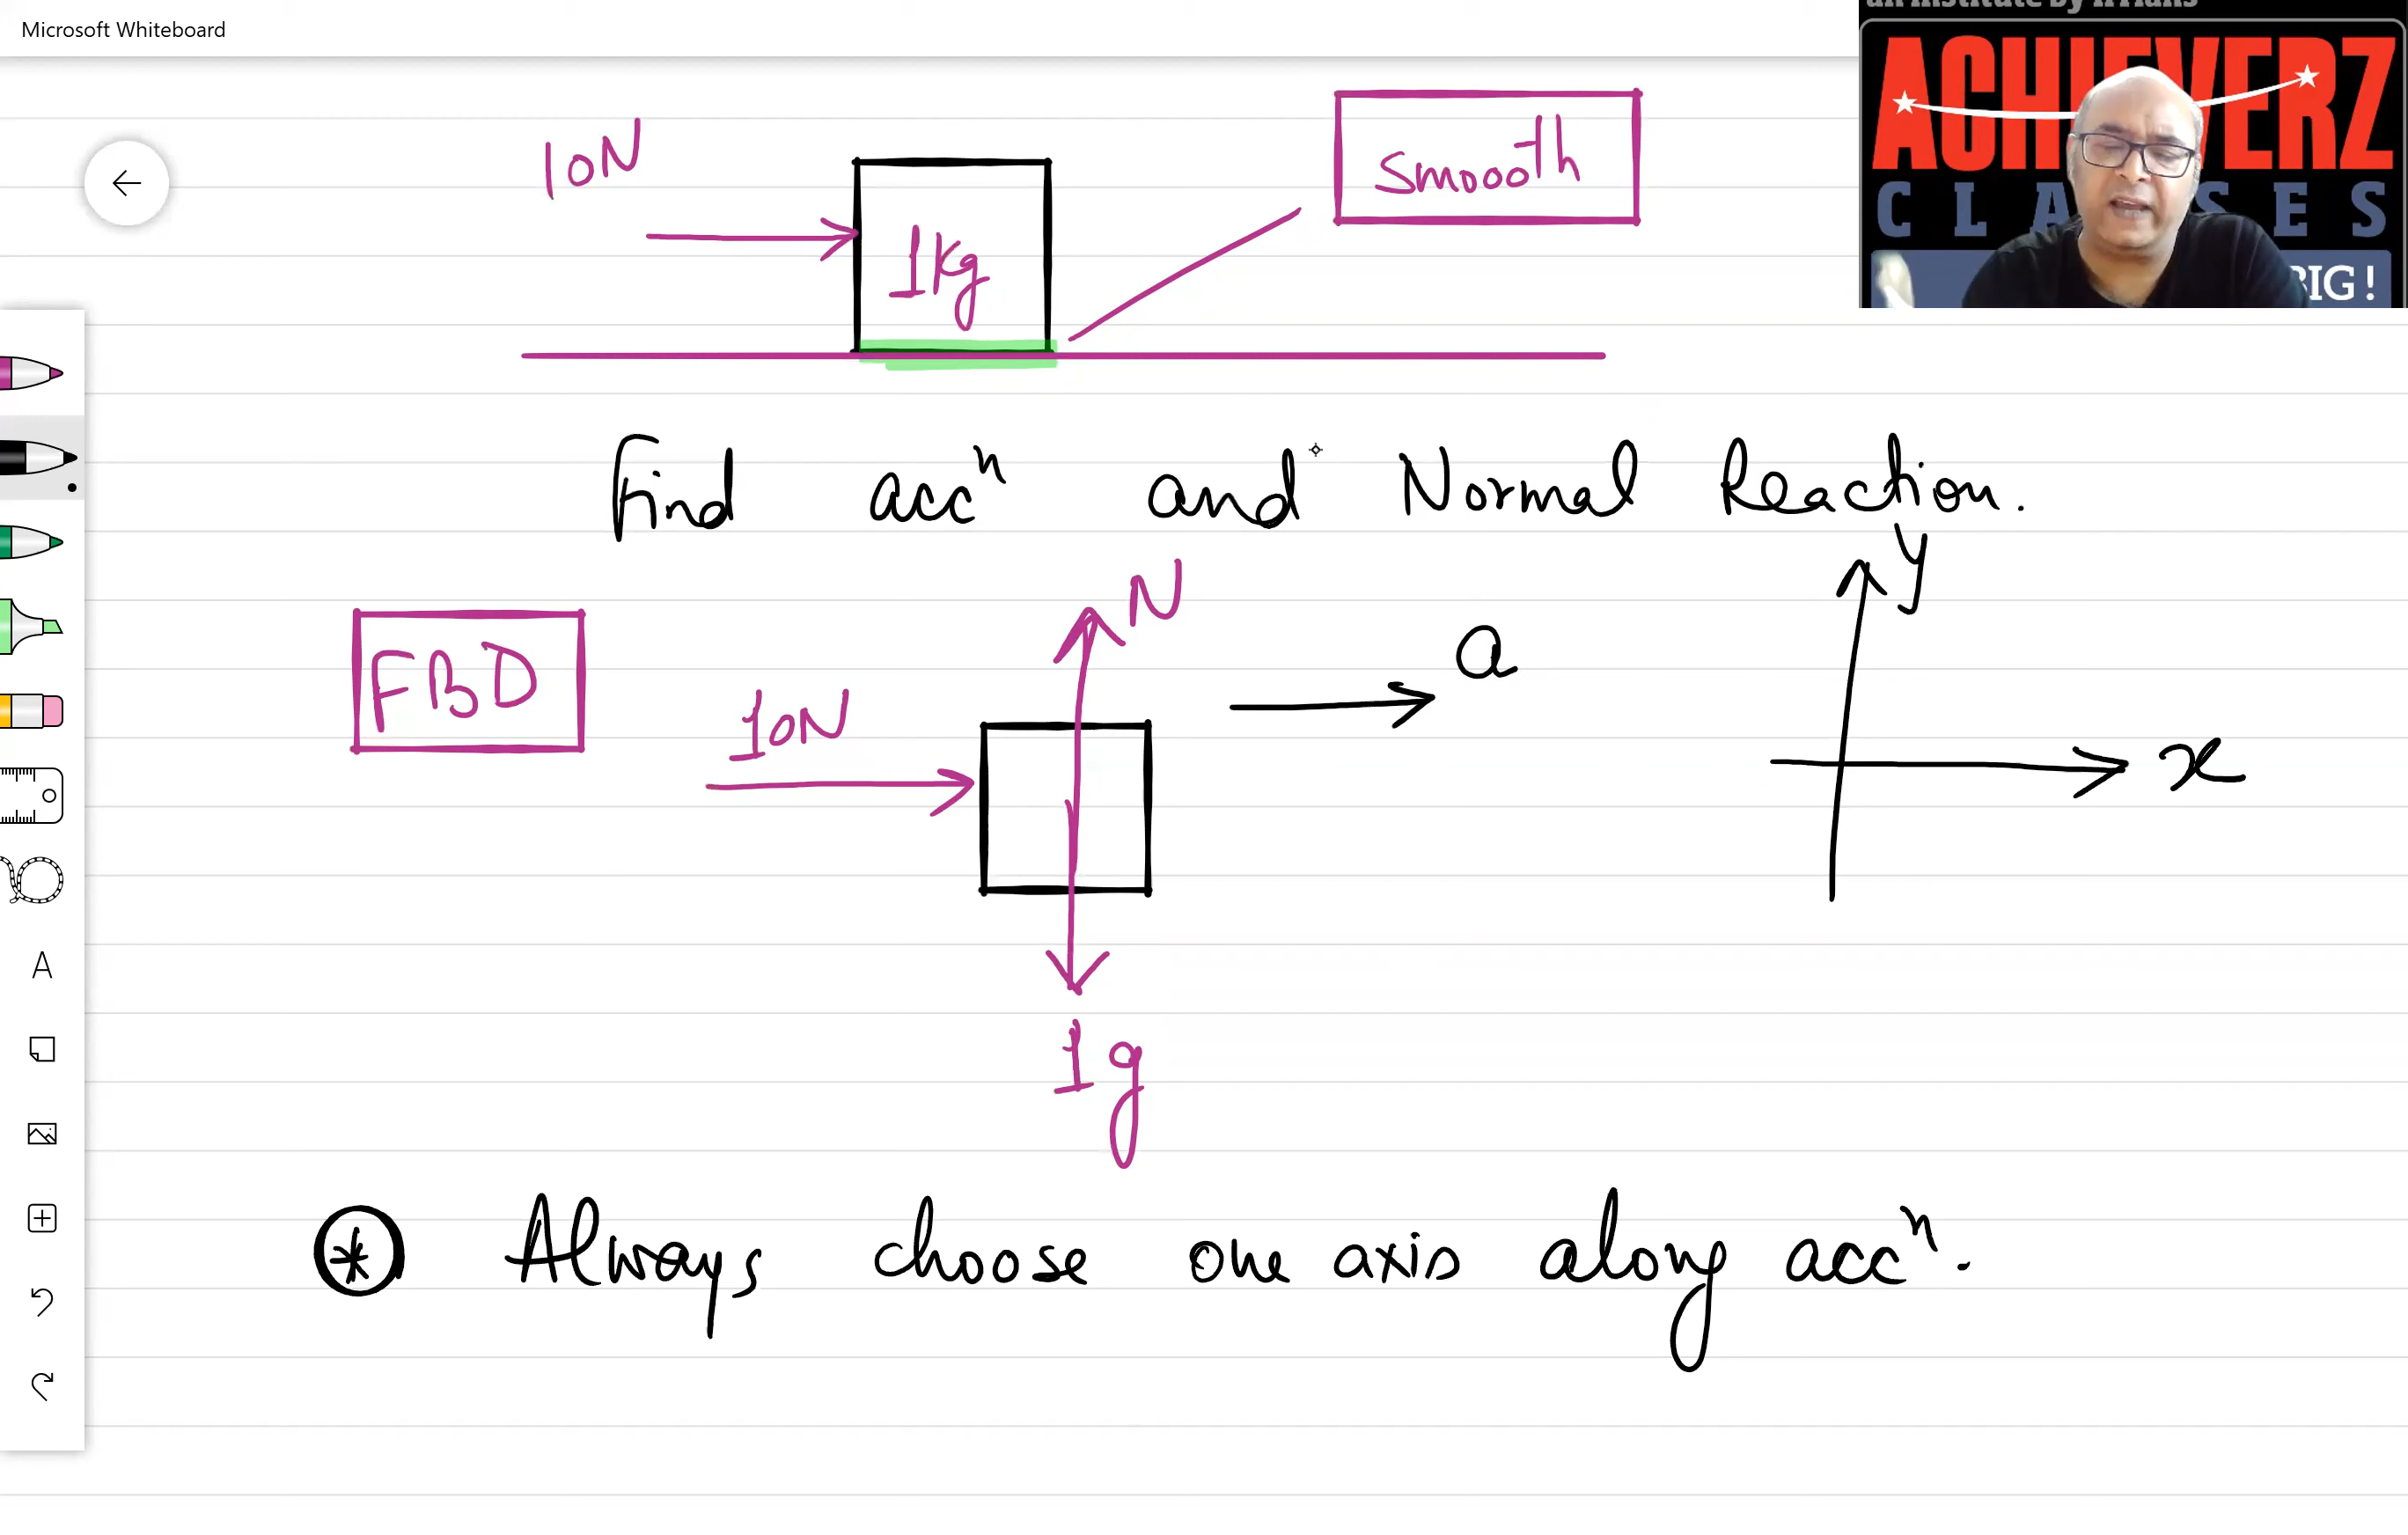 Microsoft Whiteboard
ACHIEVERZ
CLASSES
BIG!
10N
1kg
Smooth
Find accⁿ and Normal Reaction.
FBD
10N
N
a
y
x
1g
* Always choose one axis along accⁿ.
A